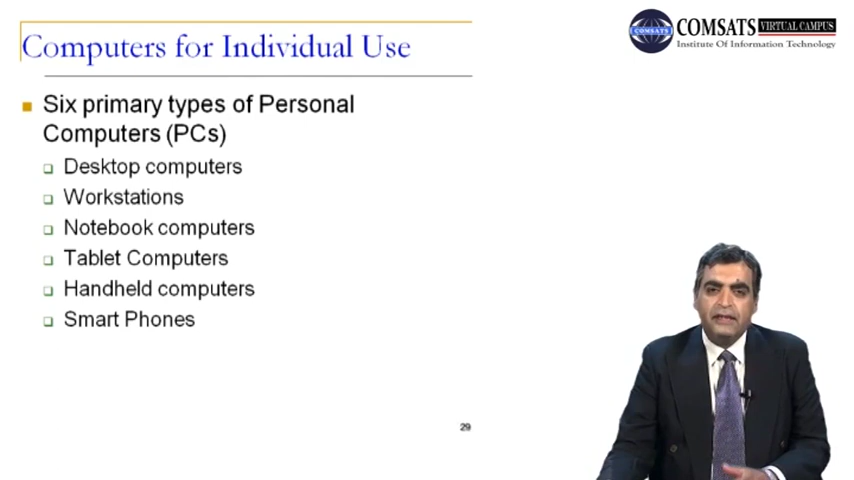 Computers for Individual Use
COMSATS VIRTUAL CAMPUS
Institute Of Information Technology
COMSATS
Six primary types of Personal
Computers (PCs)
Desktop computers
Workstations
Notebook computers
Tablet Computers
Handheld computers
Smart Phones
29